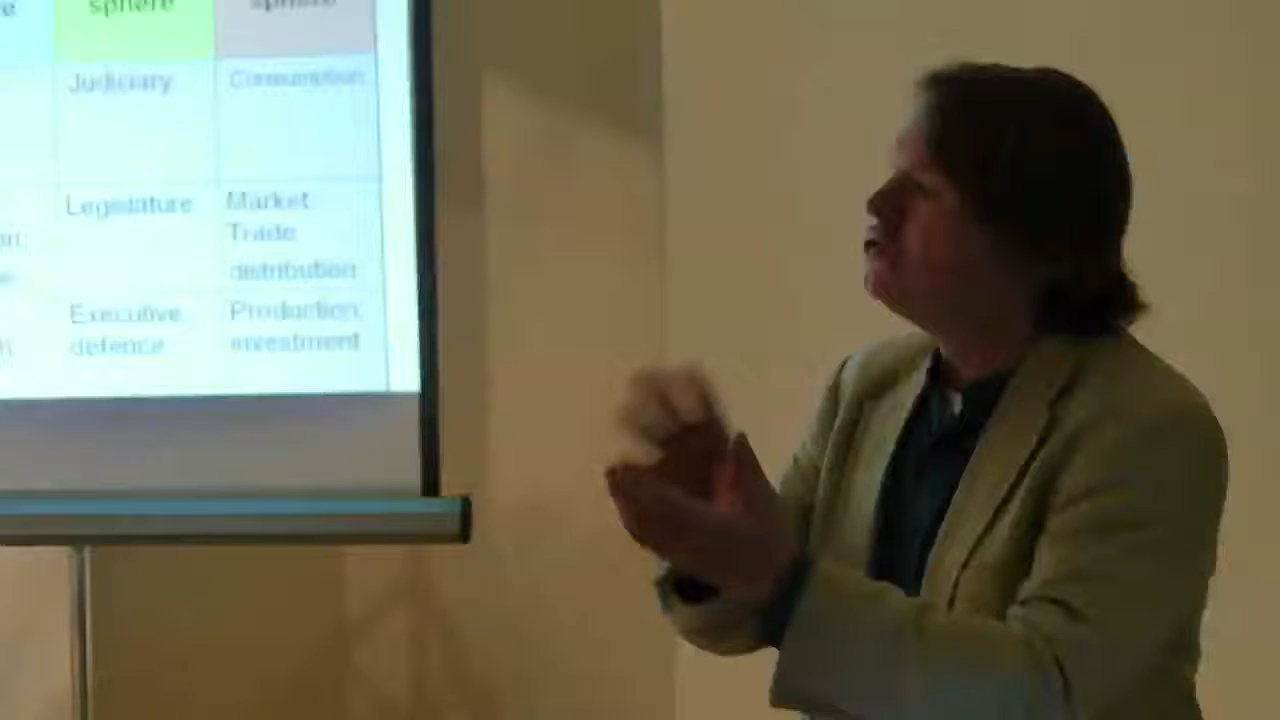 sphere sphere
Judiciary Consumption
Legislature Market
Trade
distribution
Executive Production,
defence investment